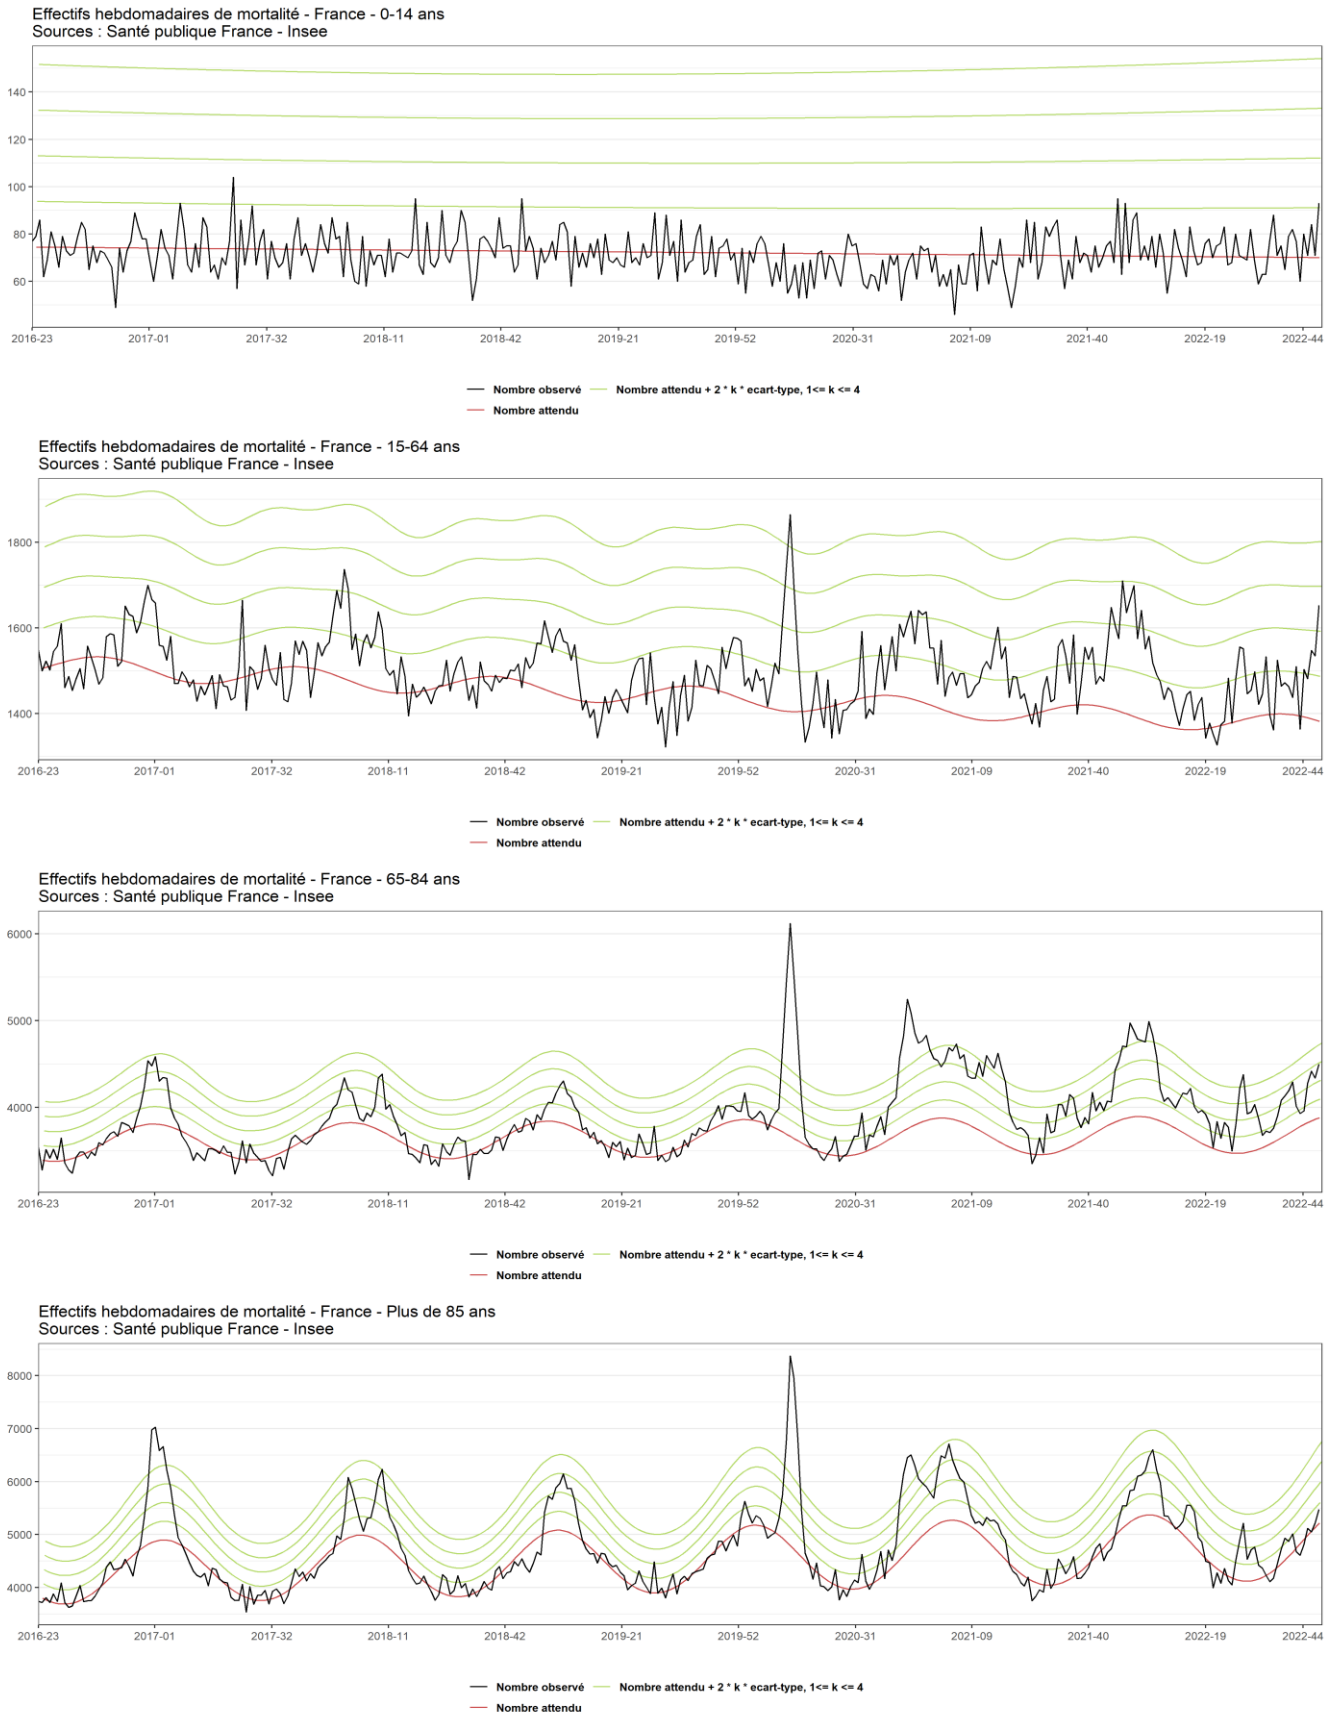 Effectifs hebdomadaires de mortalité - France - 0-14 ans
Sources : Santé publique France - Insee
140
120
100
80
60
2016-23 2017-01 2017-32 2018-11 2018-42 2019-21 2019-52 2020-31 2021-09 2021-40 2022-19 2022-44
Nombre observé Nombre attendu + 2 * k * ecart-type, 1<= k <= 4
Nombre attendu
Effectifs hebdomadaires de mortalité - France - 15-64 ans
Sources : Santé publique France - Insee
1800
1600
1400
2016-23 2017-01 2017-32 2018-11 2018-42 2019-21 2019-52 2020-31 2021-09 2021-40 2022-19 2022-44
Nombre observé Nombre attendu + 2 * k * ecart-type, 1<= k <= 4
Nombre attendu
Effectifs hebdomadaires de mortalité - France - 65-84 ans
Sources : Santé publique France - Insee
6000
5000
4000
2016-23 2017-01 2017-32 2018-11 2018-42 2019-21 2019-52 2020-31 2021-09 2021-40 2022-19 2022-44
Nombre observé Nombre attendu + 2 * k * ecart-type, 1<= k <= 4
Nombre attendu
Effectifs hebdomadaires de mortalité - France - Plus de 85 ans
Sources : Santé publique France - Insee
8000
7000
6000
5000
4000
2016-23 2017-01 2017-32 2018-11 2018-42 2019-21 2019-52 2020-31 2021-09 2021-40 2022-19 2022-44
Nombre observé Nombre attendu + 2 * k * ecart-type, 1<= k <= 4
Nombre attendu